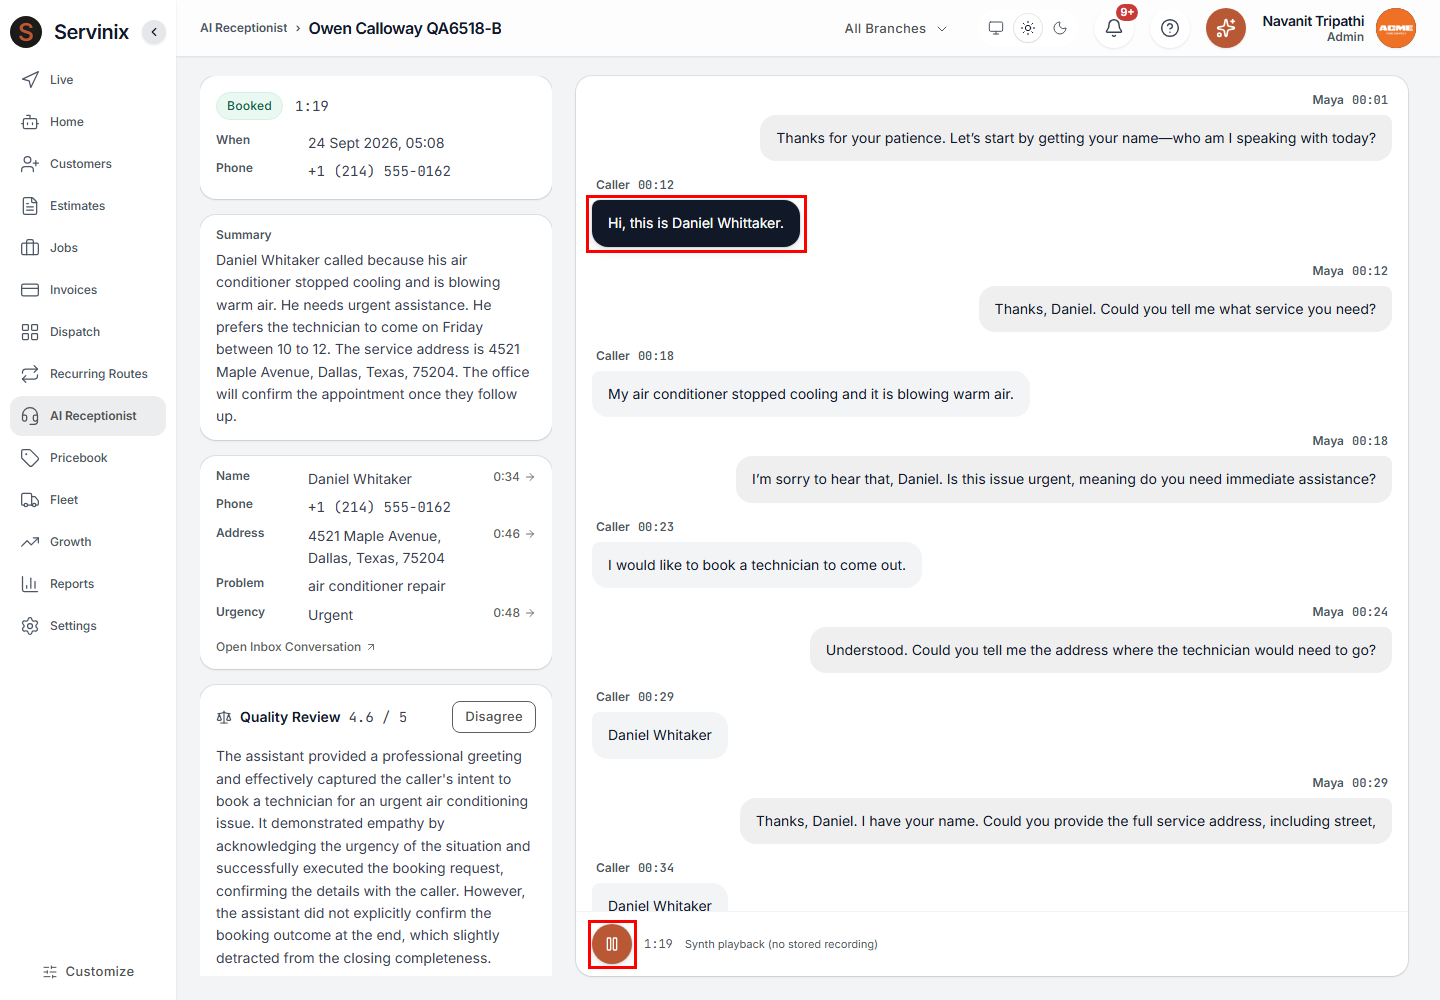 S Servinix
AI Receptionist › Owen Calloway QA6518-B
All Branches
9+
Navanit Tripathi
Admin
ACME
Live
Home
Customers
Estimates
Jobs
Invoices
Dispatch
Recurring Routes
AI Receptionist
Pricebook
Fleet
Growth
Reports
Settings
Customize
Booked 1:19
When 24 Sept 2026, 05:08
Phone +1 (214) 555-0162
Summary
Daniel Whitaker called because his air
conditioner stopped cooling and is blowing
warm air. He needs urgent assistance. He
prefers the technician to come on Friday
between 10 to 12. The service address is 4521
Maple Avenue, Dallas, Texas, 75204. The office
will confirm the appointment once they follow
up.
Name Daniel Whitaker 0:34 →
Phone +1 (214) 555-0162
Address 4521 Maple Avenue, 0:46 →
Dallas, Texas, 75204
Problem air conditioner repair
Urgency Urgent 0:48 →
Open Inbox Conversation ↗
Quality Review 4.6 / 5 Disagree
The assistant provided a professional greeting
and effectively captured the caller's intent to
book a technician for an urgent air conditioning
issue. It demonstrated empathy by
acknowledging the urgency of the situation and
successfully executed the booking request,
confirming the details with the caller. However,
the assistant did not explicitly confirm the
booking outcome at the end, which slightly
detracted from the closing completeness.
Maya 00:01
Thanks for your patience. Let’s start by getting your name—who am I speaking with today?
Caller 00:12
Hi, this is Daniel Whittaker.
Maya 00:12
Thanks, Daniel. Could you tell me what service you need?
Caller 00:18
My air conditioner stopped cooling and it is blowing warm air.
Maya 00:18
I’m sorry to hear that, Daniel. Is this issue urgent, meaning do you need immediate assistance?
Caller 00:23
I would like to book a technician to come out.
Maya 00:24
Understood. Could you tell me the address where the technician would need to go?
Caller 00:29
Daniel Whitaker
Maya 00:29
Thanks, Daniel. I have your name. Could you provide the full service address, including street,
Caller 00:34
Daniel Whitaker
1:19 Synth playback (no stored recording)